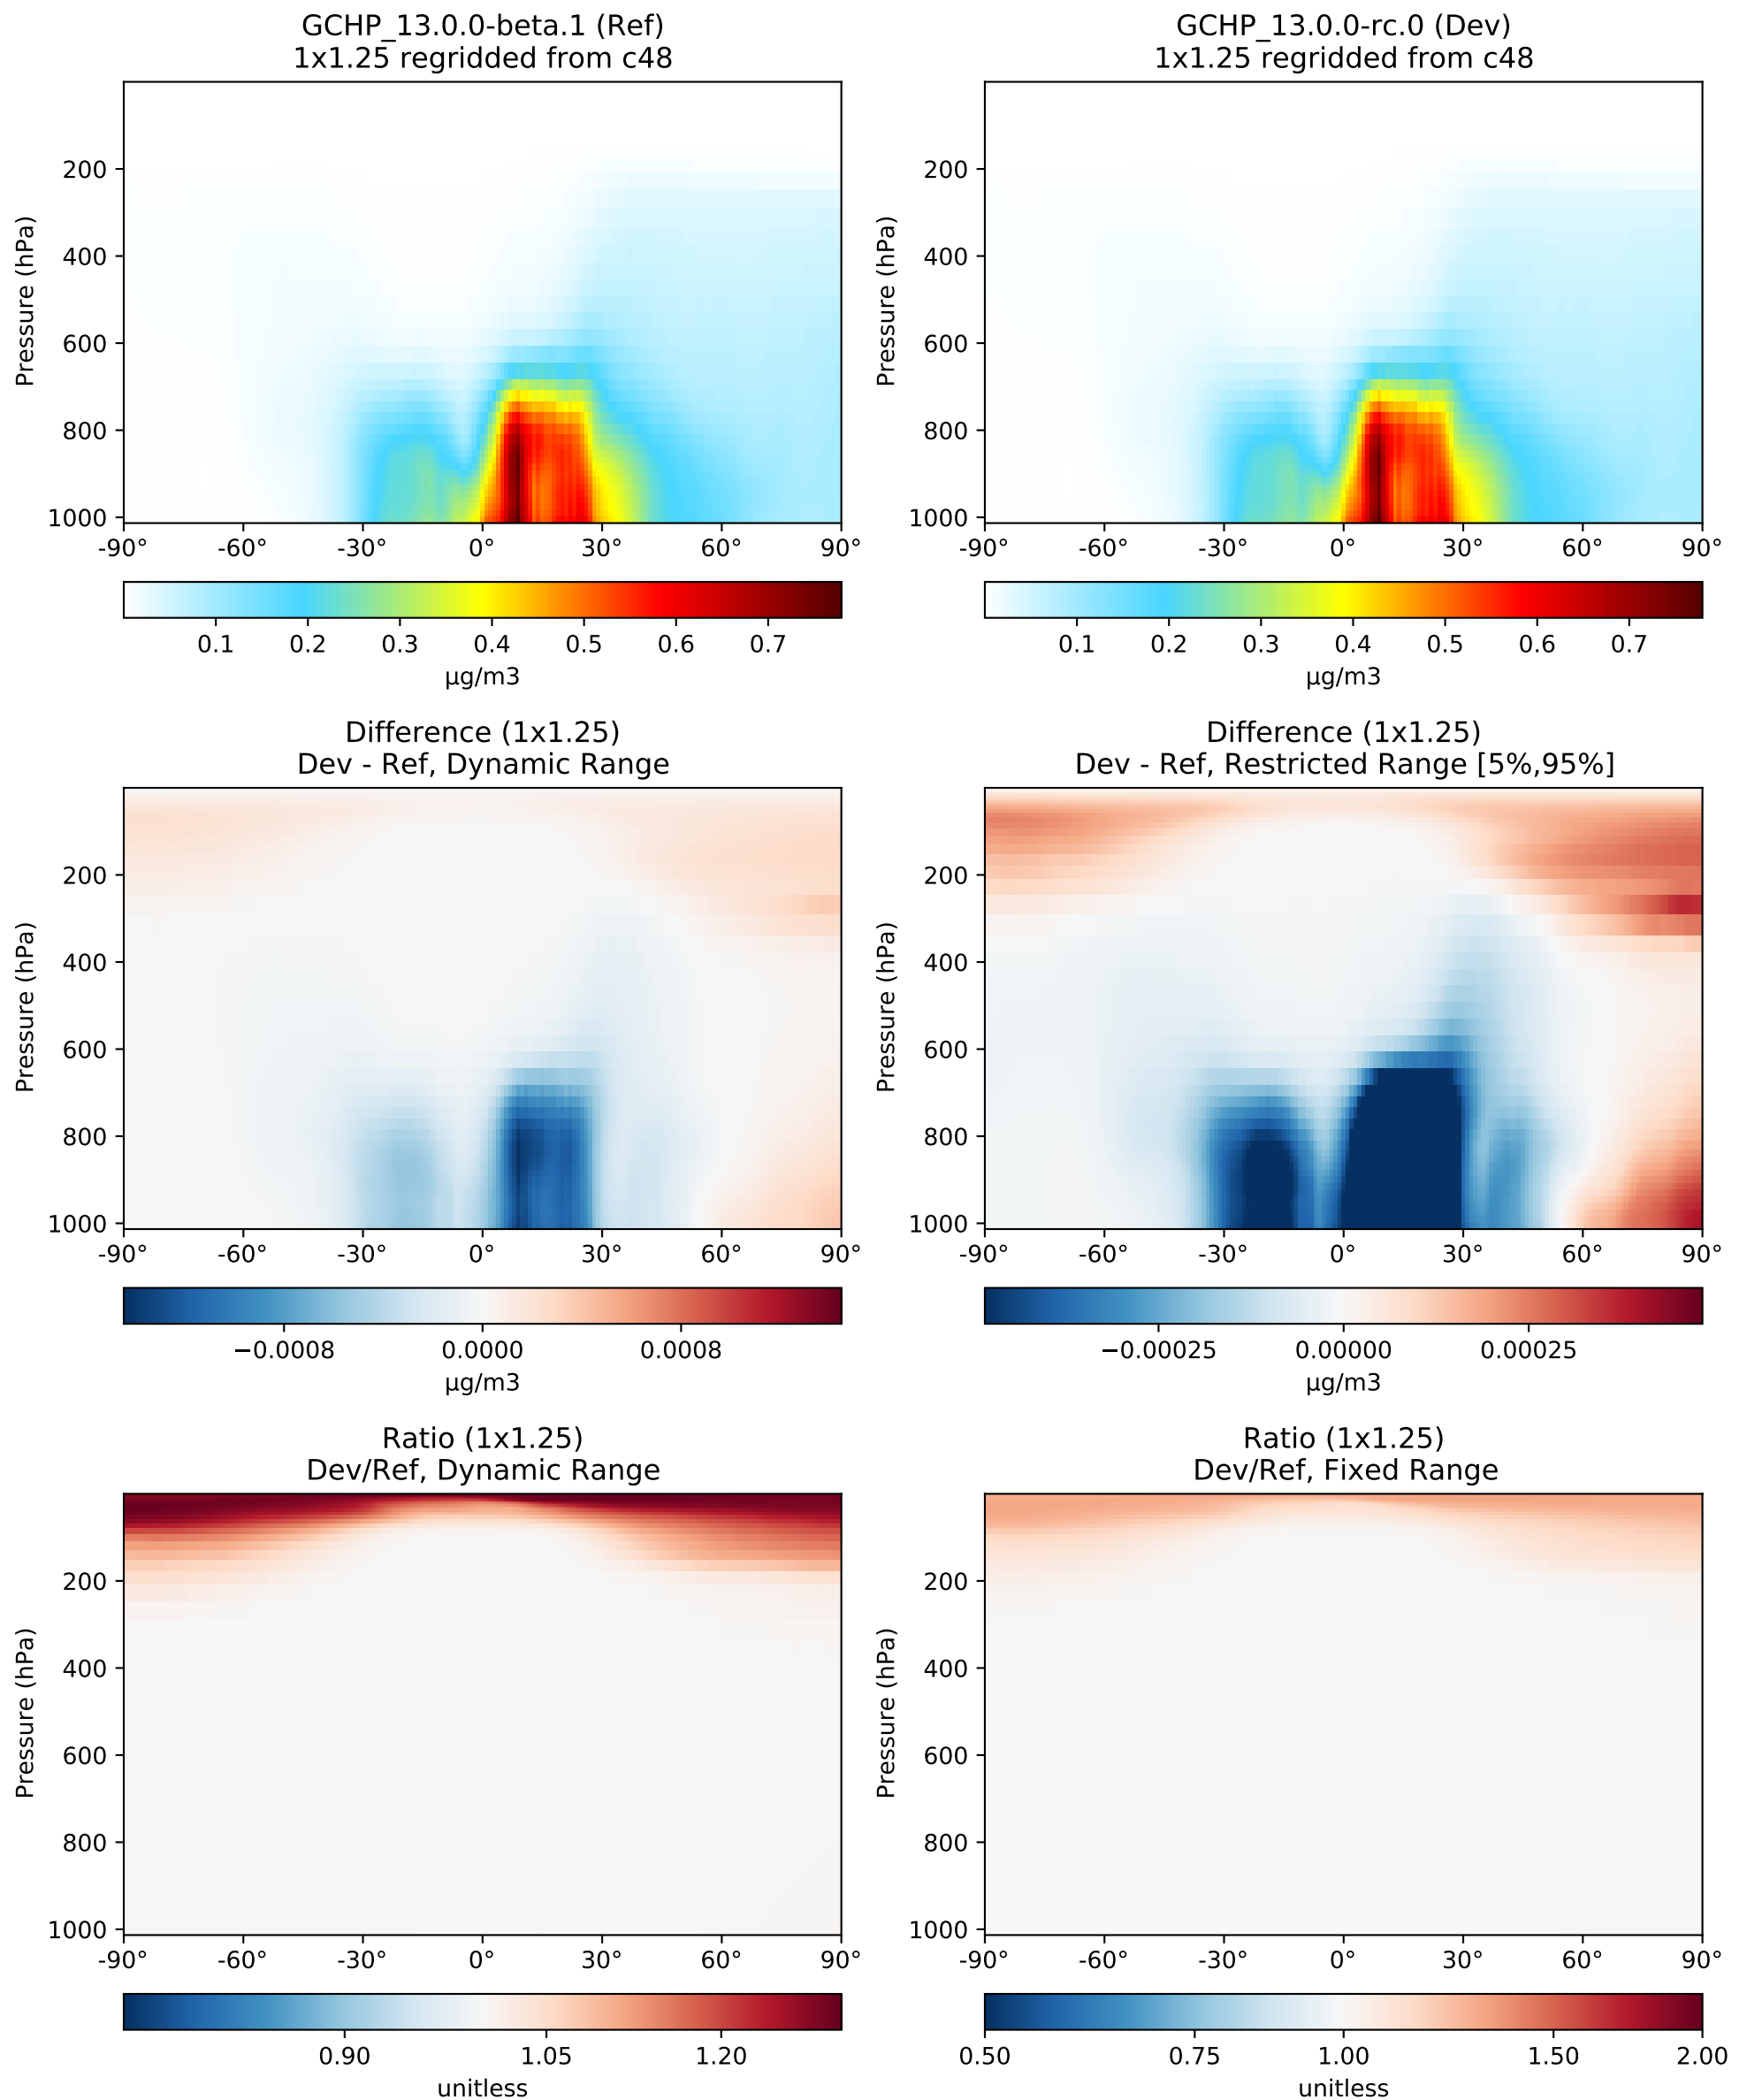 GCHP_13.0.0-beta.1 (Ref)
1x1.25 regridded from c48
Pressure (hPa)
200
400
600
800
1000
-90° -60° -30° 0° 30° 60° 90°
0.1 0.2 0.3 0.4 0.5 0.6 0.7
µg/m3
GCHP_13.0.0-rc.0 (Dev)
1x1.25 regridded from c48
Pressure (hPa)
200
400
600
800
1000
-90° -60° -30° 0° 30° 60° 90°
0.1 0.2 0.3 0.4 0.5 0.6 0.7
µg/m3
Difference (1x1.25)
Dev - Ref, Dynamic Range
Pressure (hPa)
200
400
600
800
1000
-90° -60° -30° 0° 30° 60° 90°
−0.0008 0.0000 0.0008
µg/m3
Difference (1x1.25)
Dev - Ref, Restricted Range [5%,95%]
Pressure (hPa)
200
400
600
800
1000
-90° -60° -30° 0° 30° 60° 90°
−0.00025 0.00000 0.00025
µg/m3
Ratio (1x1.25)
Dev/Ref, Dynamic Range
Pressure (hPa)
200
400
600
800
1000
-90° -60° -30° 0° 30° 60° 90°
0.90 1.05 1.20
unitless
Ratio (1x1.25)
Dev/Ref, Fixed Range
Pressure (hPa)
200
400
600
800
1000
-90° -60° -30° 0° 30° 60° 90°
0.50 0.75 1.00 1.50 2.00
unitless